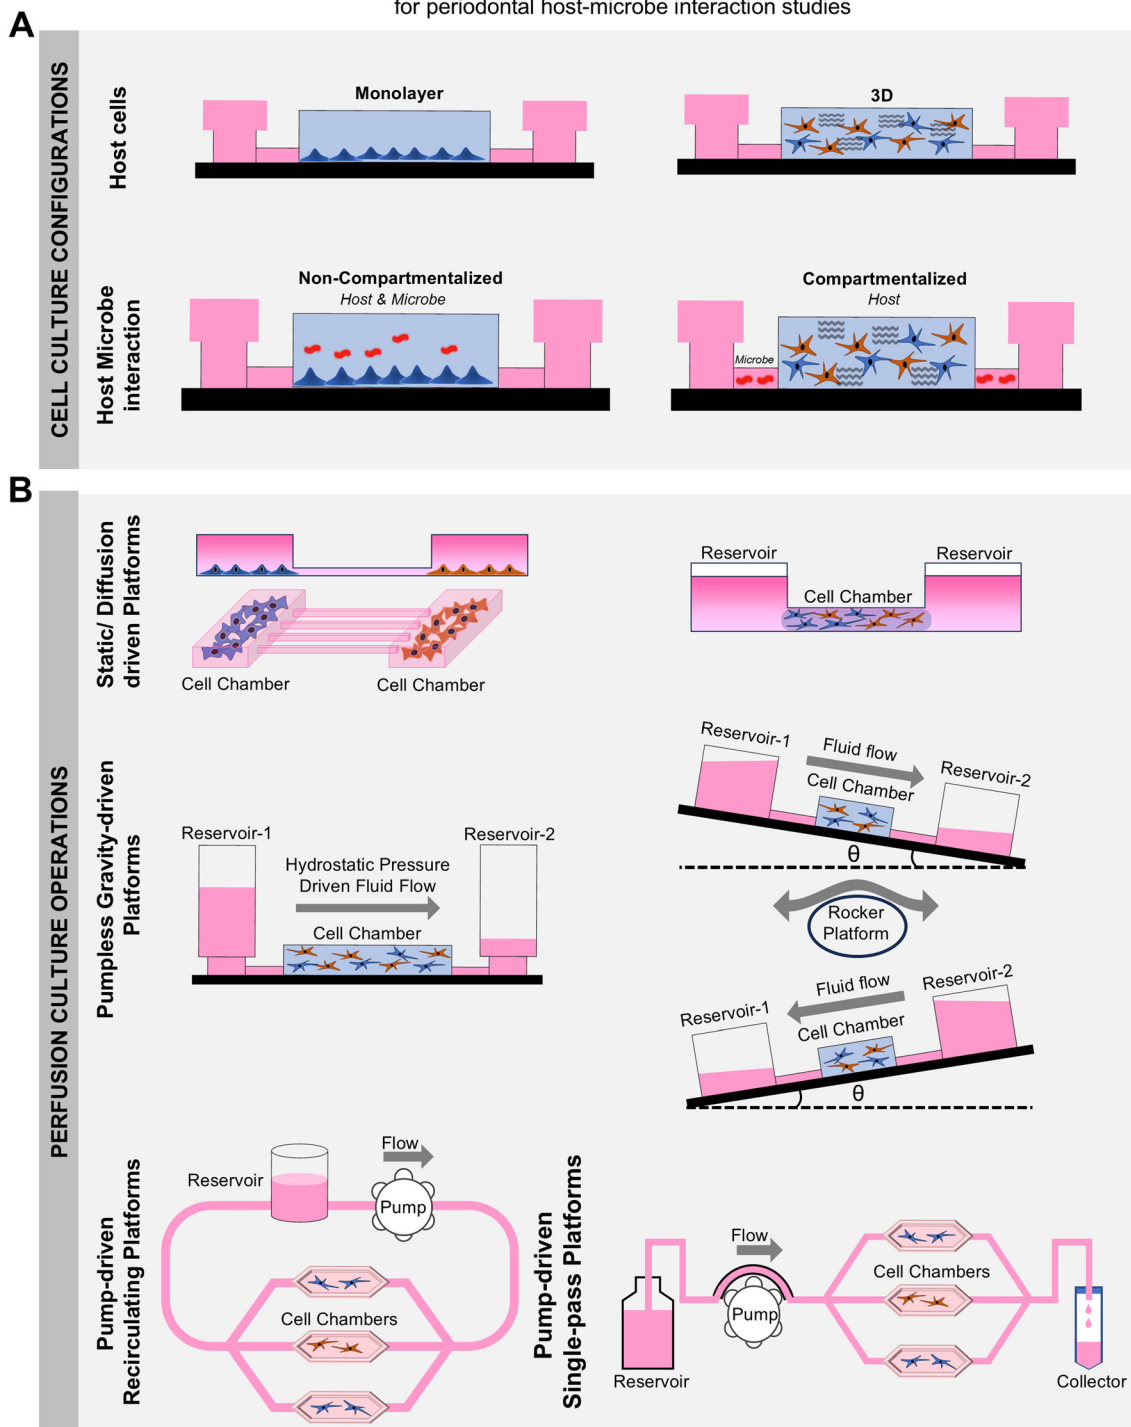 for periodontal host-microbe interaction studies
A
CELL CULTURE CONFIGURATIONS
Host cells
Monolayer
3D
Host Microbe
interaction
Non-Compartmentalized
Host & Microbe
Compartmentalized
Host
Microbe
B
PERFUSION CULTURE OPERATIONS
Static/ Diffusion
driven Platforms
Cell Chamber
Cell Chamber
Reservoir
Reservoir
Cell Chamber
Pumpless Gravity-driven
Platforms
Reservoir-1
Reservoir-2
Hydrostatic Pressure
Driven Fluid Flow
Cell Chamber
Reservoir-1
Fluid flow
Cell Chamber
Reservoir-2
θ
Rocker
Platform
Reservoir-1
Fluid flow
Cell Chamber
Reservoir-2
θ
Pump-driven
Recirculating Platforms
Reservoir
Flow
Pump
Cell Chambers
Pump-driven
Single-pass Platforms
Flow
Pump
Cell Chambers
Reservoir
Collector